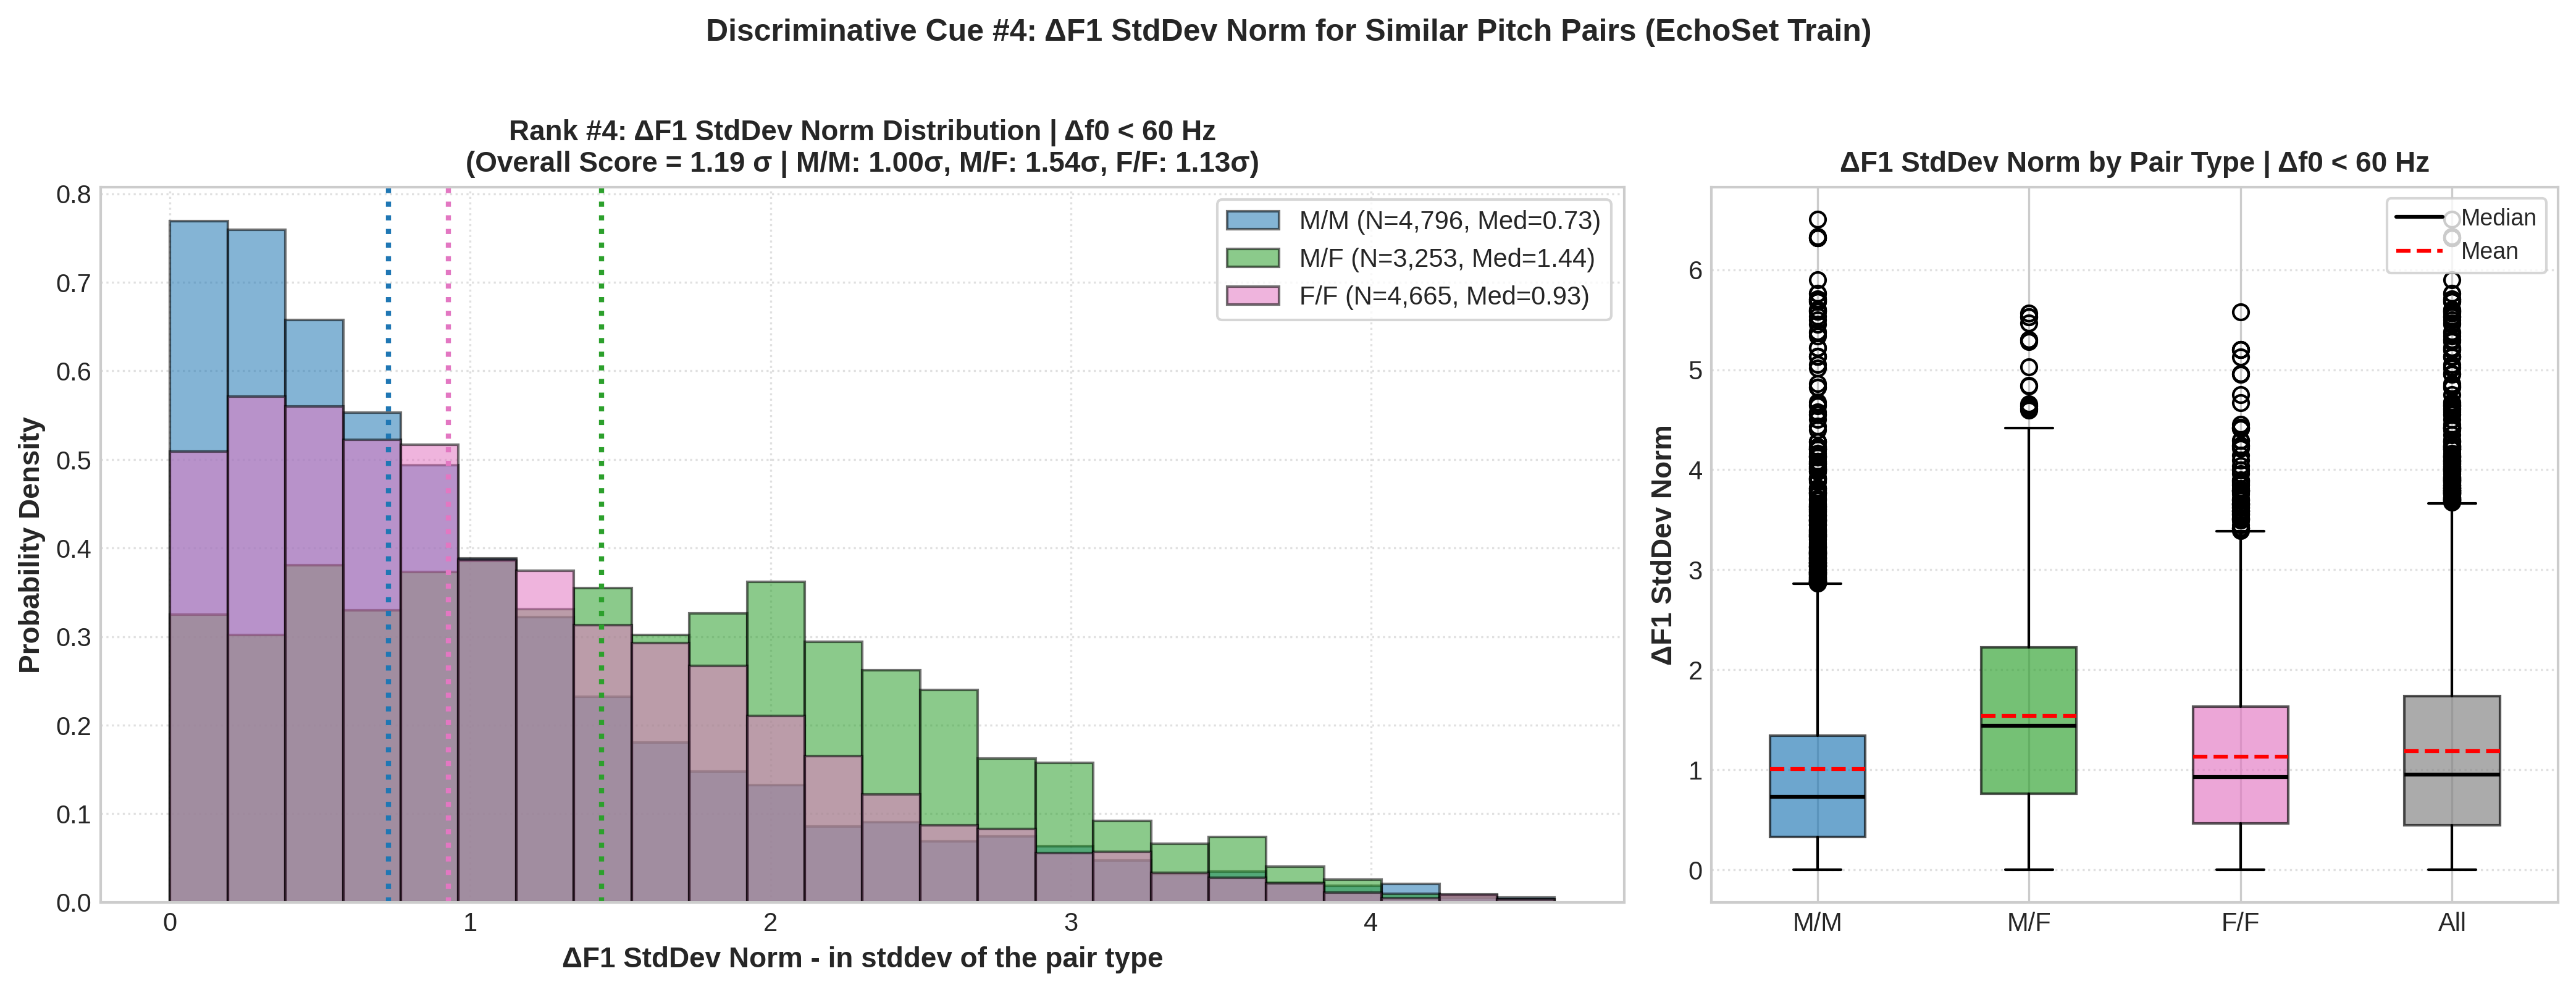 Discriminative Cue #4: ΔF1 StdDev Norm for Similar Pitch Pairs (EchoSet Train)
Rank #4: ΔF1 StdDev Norm Distribution | Δf0 < 60 Hz
(Overall Score = 1.19 σ | M/M: 1.00σ, M/F: 1.54σ, F/F: 1.13σ)
0.8
0.7
0.6
0.5
0.4
0.3
0.2
0.1
0.0
Probability Density
M/M (N=4,796, Med=0.73)
M/F (N=3,253, Med=1.44)
F/F (N=4,665, Med=0.93)
0 1 2 3 4
ΔF1 StdDev Norm - in stddev of the pair type
ΔF1 StdDev Norm by Pair Type | Δf0 < 60 Hz
Median
Mean
6
5
4
3
2
1
0
ΔF1 StdDev Norm
M/M M/F F/F All